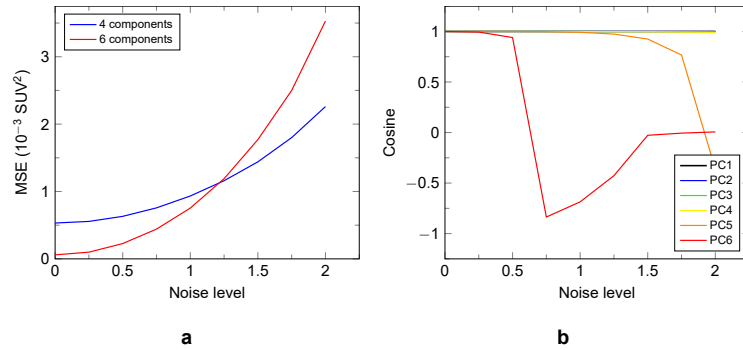 4 components
6 components
MSE (10⁻³ SUV²)
3
2
1
0
0 0.5 1 1.5 2
Noise level
a
Cosine
1
0.5
0
−0.5
−1
PC1
PC2
PC3
PC4
PC5
PC6
0 0.5 1 1.5 2
Noise level
b